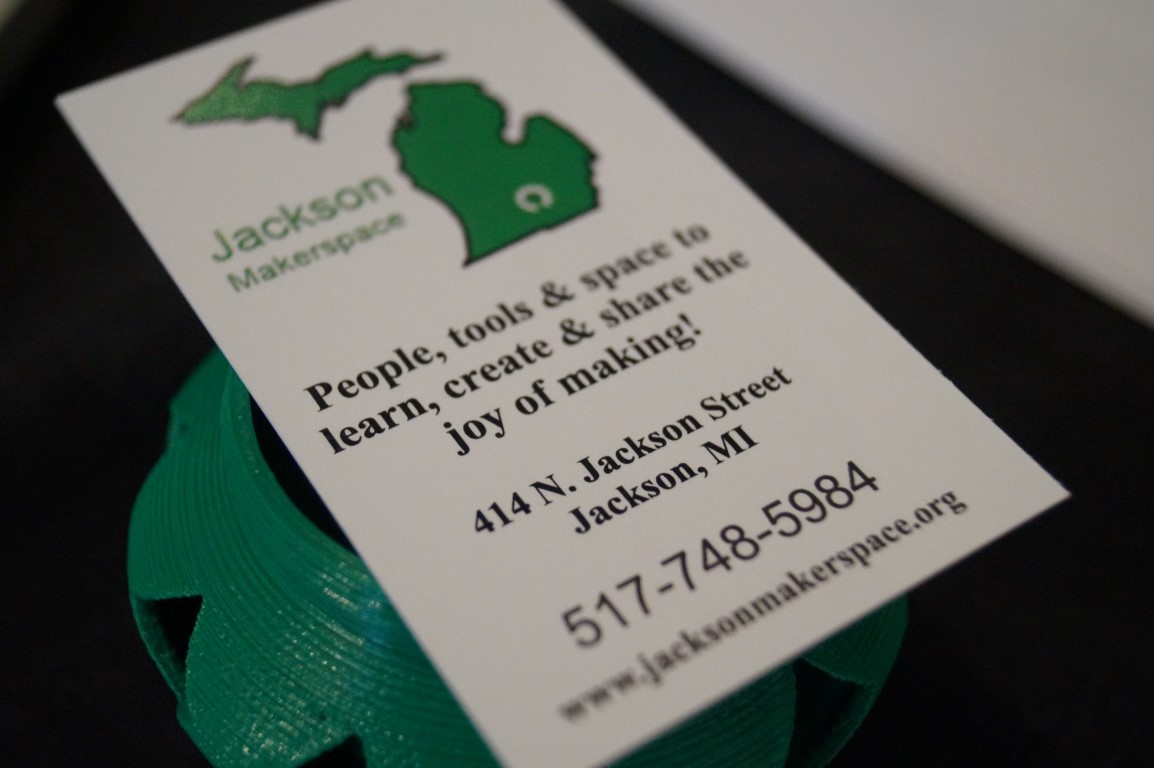 Jackson
Makerspace
People, tools & space to
learn, create & share the
joy of making!
414 N. Jackson Street
Jackson, MI
517-748-5984
www.jacksonmakerspace.org